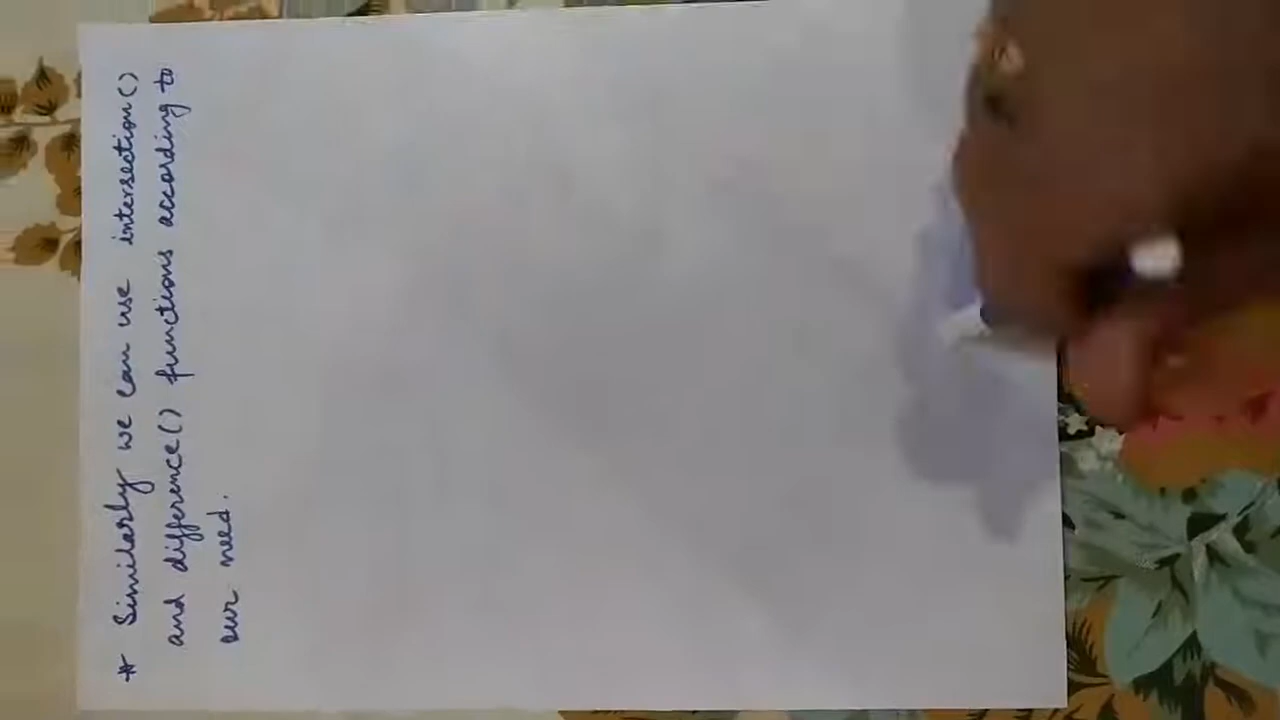 * Similarly we can use intersection()
and difference() functions according to
our need.